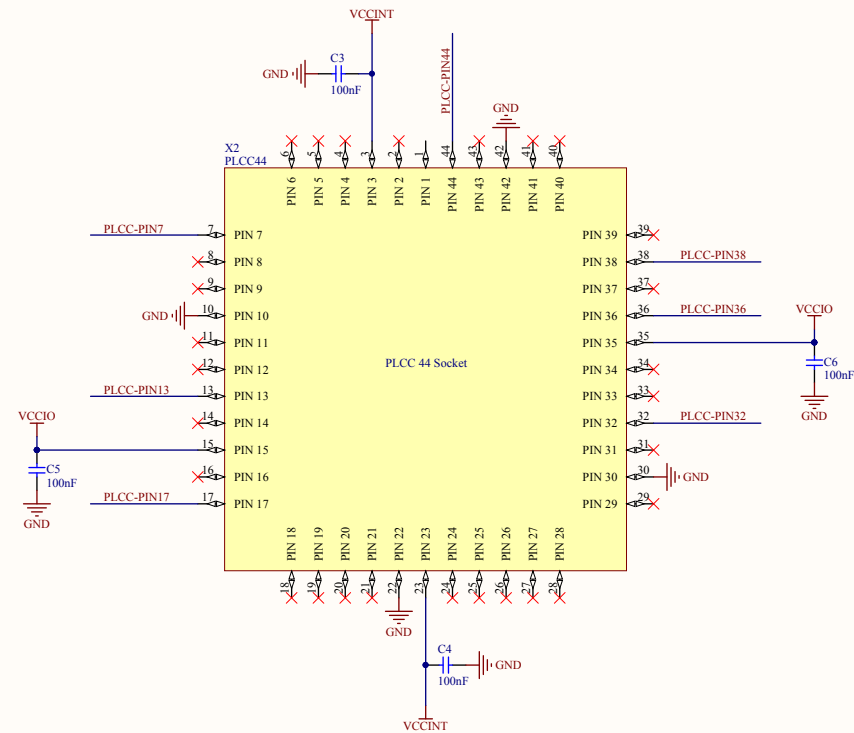 VCCINT
C3
GND
100nF
PLCC-PIN44
GND
X2
PLCC44
6
5
4
3
2
1
44
43
42
41
40
PIN 6
PIN 5
PIN 4
PIN 3
PIN 2
PIN 1
PIN 44
PIN 43
PIN 42
PIN 41
PIN 40
PLCC-PIN7 7 PIN 7
8 PIN 8
9 PIN 9
GND 10 PIN 10
11 PIN 11
12 PIN 12
PLCC-PIN13 13 PIN 13
14 PIN 14
VCCIO
15 PIN 15
C5
100nF
GND
16 PIN 16
PLCC-PIN17 17 PIN 17
PLCC 44 Socket
PIN 39 39
PIN 38 38 PLCC-PIN38
PIN 37 37
PIN 36 36 PLCC-PIN36
VCCIO
PIN 35 35
C6
100nF
GND
PIN 34 34
PIN 33 33
PIN 32 32 PLCC-PIN32
PIN 31 31
PIN 30 30 GND
PIN 29 29
PIN 18
PIN 19
PIN 20
PIN 21
PIN 22
PIN 23
PIN 24
PIN 25
PIN 26
PIN 27
PIN 28
18
19
20
21
22
23
24
25
26
27
28
GND
C4
GND
100nF
VCCINT